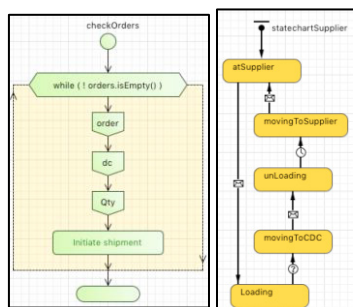 checkOrders
while ( ! orders.isEmpty() )
order
dc
Qty
Initiate shipment
statechartSupplier
atSupplier
movingToSupplier
unLoading
movingToCDC
Loading